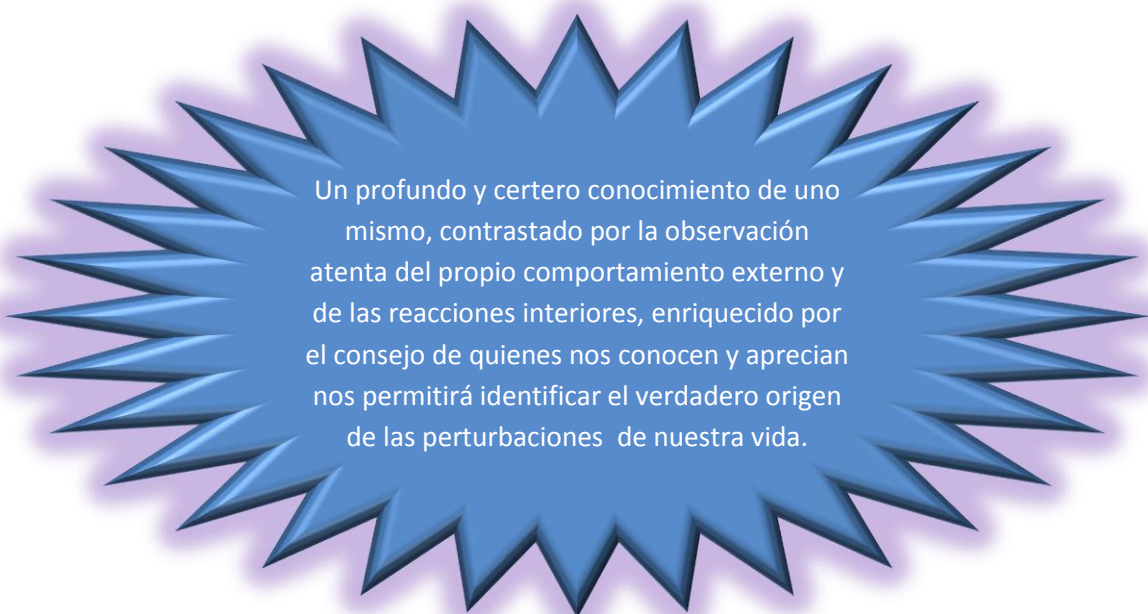 Un profundo y certero conocimiento de uno
mismo, contrastado por la observación
atenta del propio comportamiento externo y
de las reacciones interiores, enriquecido por
el consejo de quienes nos conocen y aprecian
nos permitirá identificar el verdadero origen
de las perturbaciones  de nuestra vida.